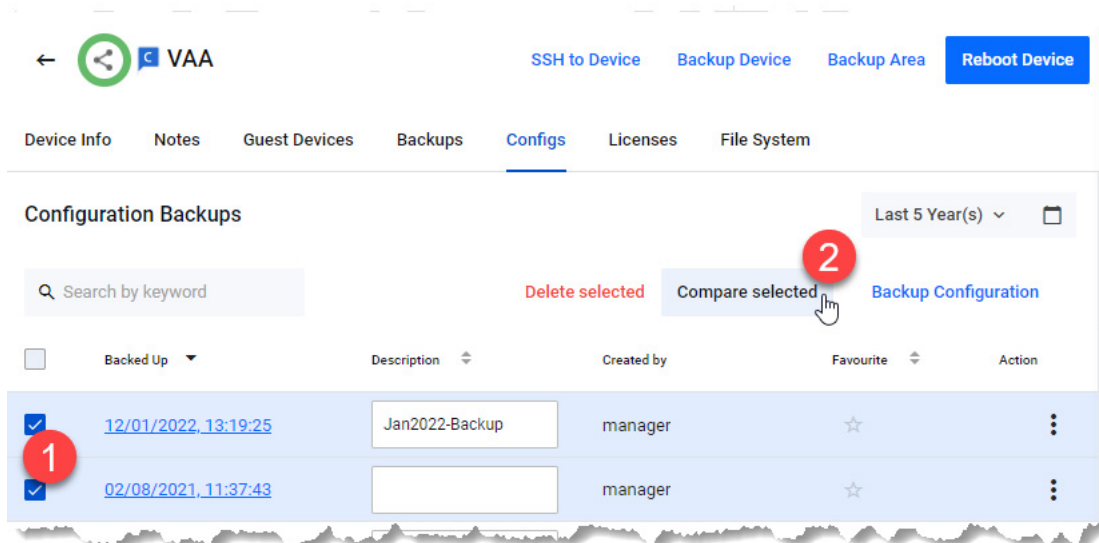 C VAA SSH to Device Backup Device Backup Area Reboot Device
Device Info Notes Guest Devices Backups Configs Licenses File System
Configuration Backups Last 5 Year(s)
2
Search by keyword Delete selected Compare selected Backup Configuration
Backed Up Description Created by Favourite Action
12/01/2022, 13:19:25 Jan2022-Backup manager
1
02/08/2021, 11:37:43 manager